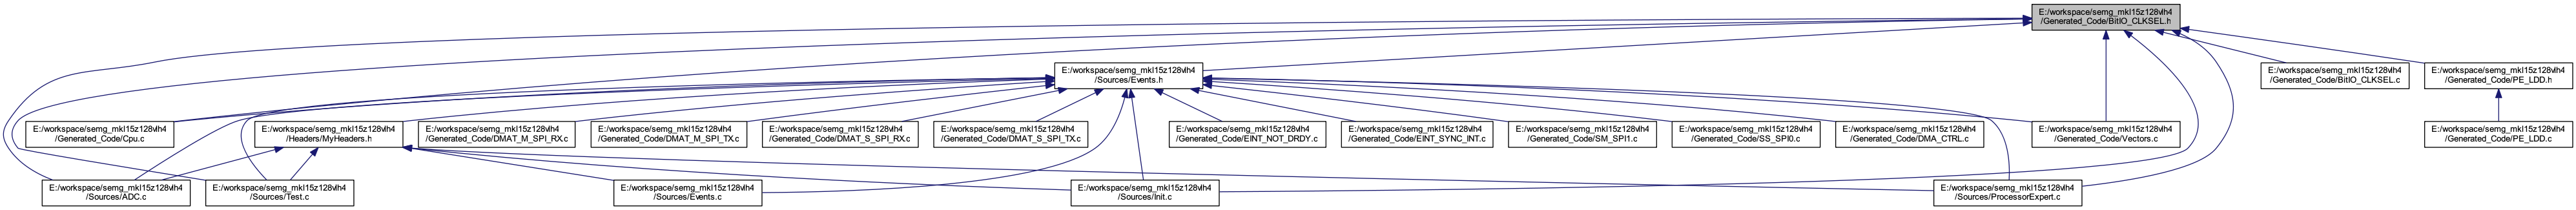 E:/workspace/semg_mkl15z128vlh4
/Generated_Code/BitIO_CLKSEL.h
E:/workspace/semg_mkl15z128vlh4
/Sources/Events.h
E:/workspace/semg_mkl15z128vlh4
/Generated_Code/BitIO_CLKSEL.c
E:/workspace/semg_mkl15z128vlh4
/Generated_Code/PE_LDD.h
E:/workspace/semg_mkl15z128vlh4
/Generated_Code/Cpu.c
E:/workspace/semg_mkl15z128vlh4
/Headers/MyHeaders.h
E:/workspace/semg_mkl15z128vlh4
/Generated_Code/DMAT_M_SPI_RX.c
E:/workspace/semg_mkl15z128vlh4
/Generated_Code/DMAT_M_SPI_TX.c
E:/workspace/semg_mkl15z128vlh4
/Generated_Code/DMAT_S_SPI_RX.c
E:/workspace/semg_mkl15z128vlh4
/Generated_Code/DMAT_S_SPI_TX.c
E:/workspace/semg_mkl15z128vlh4
/Generated_Code/EINT_NOT_DRDY.c
E:/workspace/semg_mkl15z128vlh4
/Generated_Code/EINT_SYNC_INT.c
E:/workspace/semg_mkl15z128vlh4
/Generated_Code/SM_SPI1.c
E:/workspace/semg_mkl15z128vlh4
/Generated_Code/SS_SPI0.c
E:/workspace/semg_mkl15z128vlh4
/Generated_Code/DMA_CTRL.c
E:/workspace/semg_mkl15z128vlh4
/Generated_Code/Vectors.c
E:/workspace/semg_mkl15z128vlh4
/Generated_Code/PE_LDD.c
E:/workspace/semg_mkl15z128vlh4
/Sources/ADC.c
E:/workspace/semg_mkl15z128vlh4
/Sources/Test.c
E:/workspace/semg_mkl15z128vlh4
/Sources/Events.c
E:/workspace/semg_mkl15z128vlh4
/Sources/Init.c
E:/workspace/semg_mkl15z128vlh4
/Sources/ProcessorExpert.c